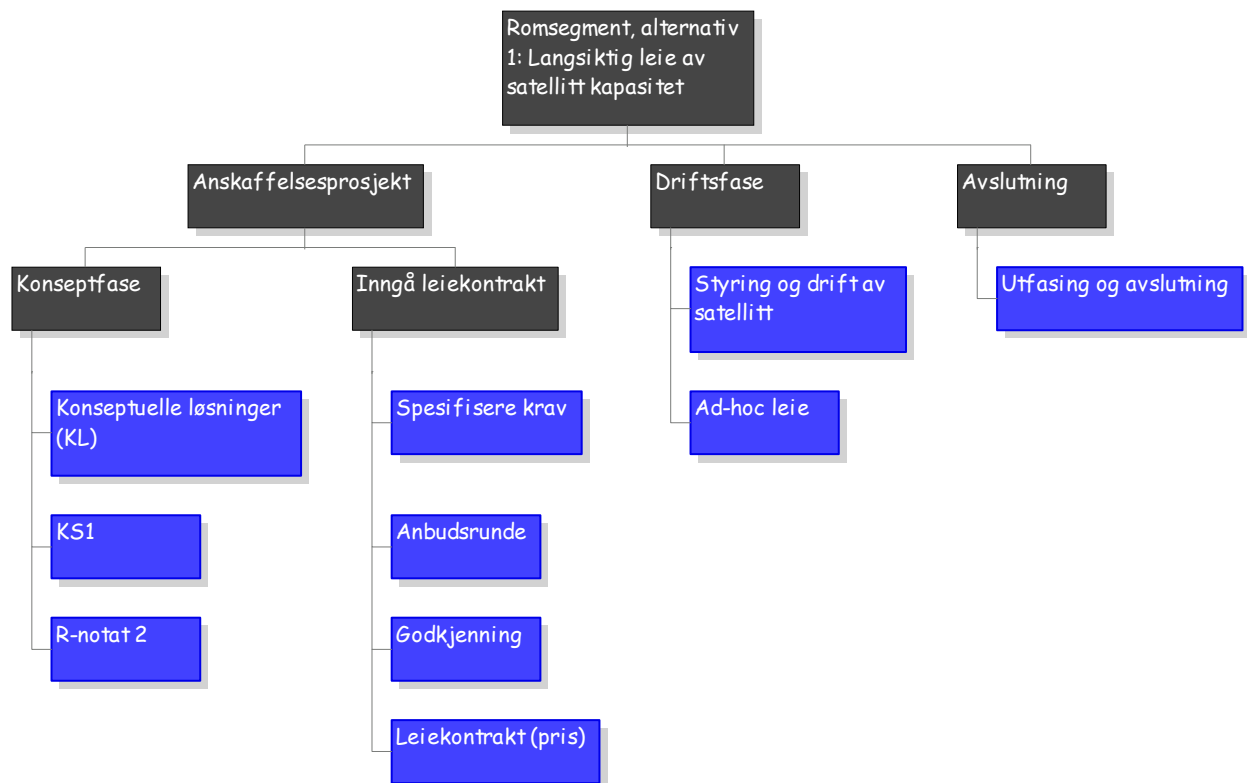 Romsegment, alternativ
1: Langsiktig leie av
satellitt kapasitet
Anskaffelsesprosjekt
Driftsfase
Avslutning
Konseptfase
Inngå leiekontrakt
Styring og drift av
satellitt
Utfasing og avslutning
Konseptuelle løsninger
(KL)
Spesifisere krav
Ad-hoc leie
KS1
Anbudsrunde
R-notat 2
Godkjenning
Leiekontrakt (pris)